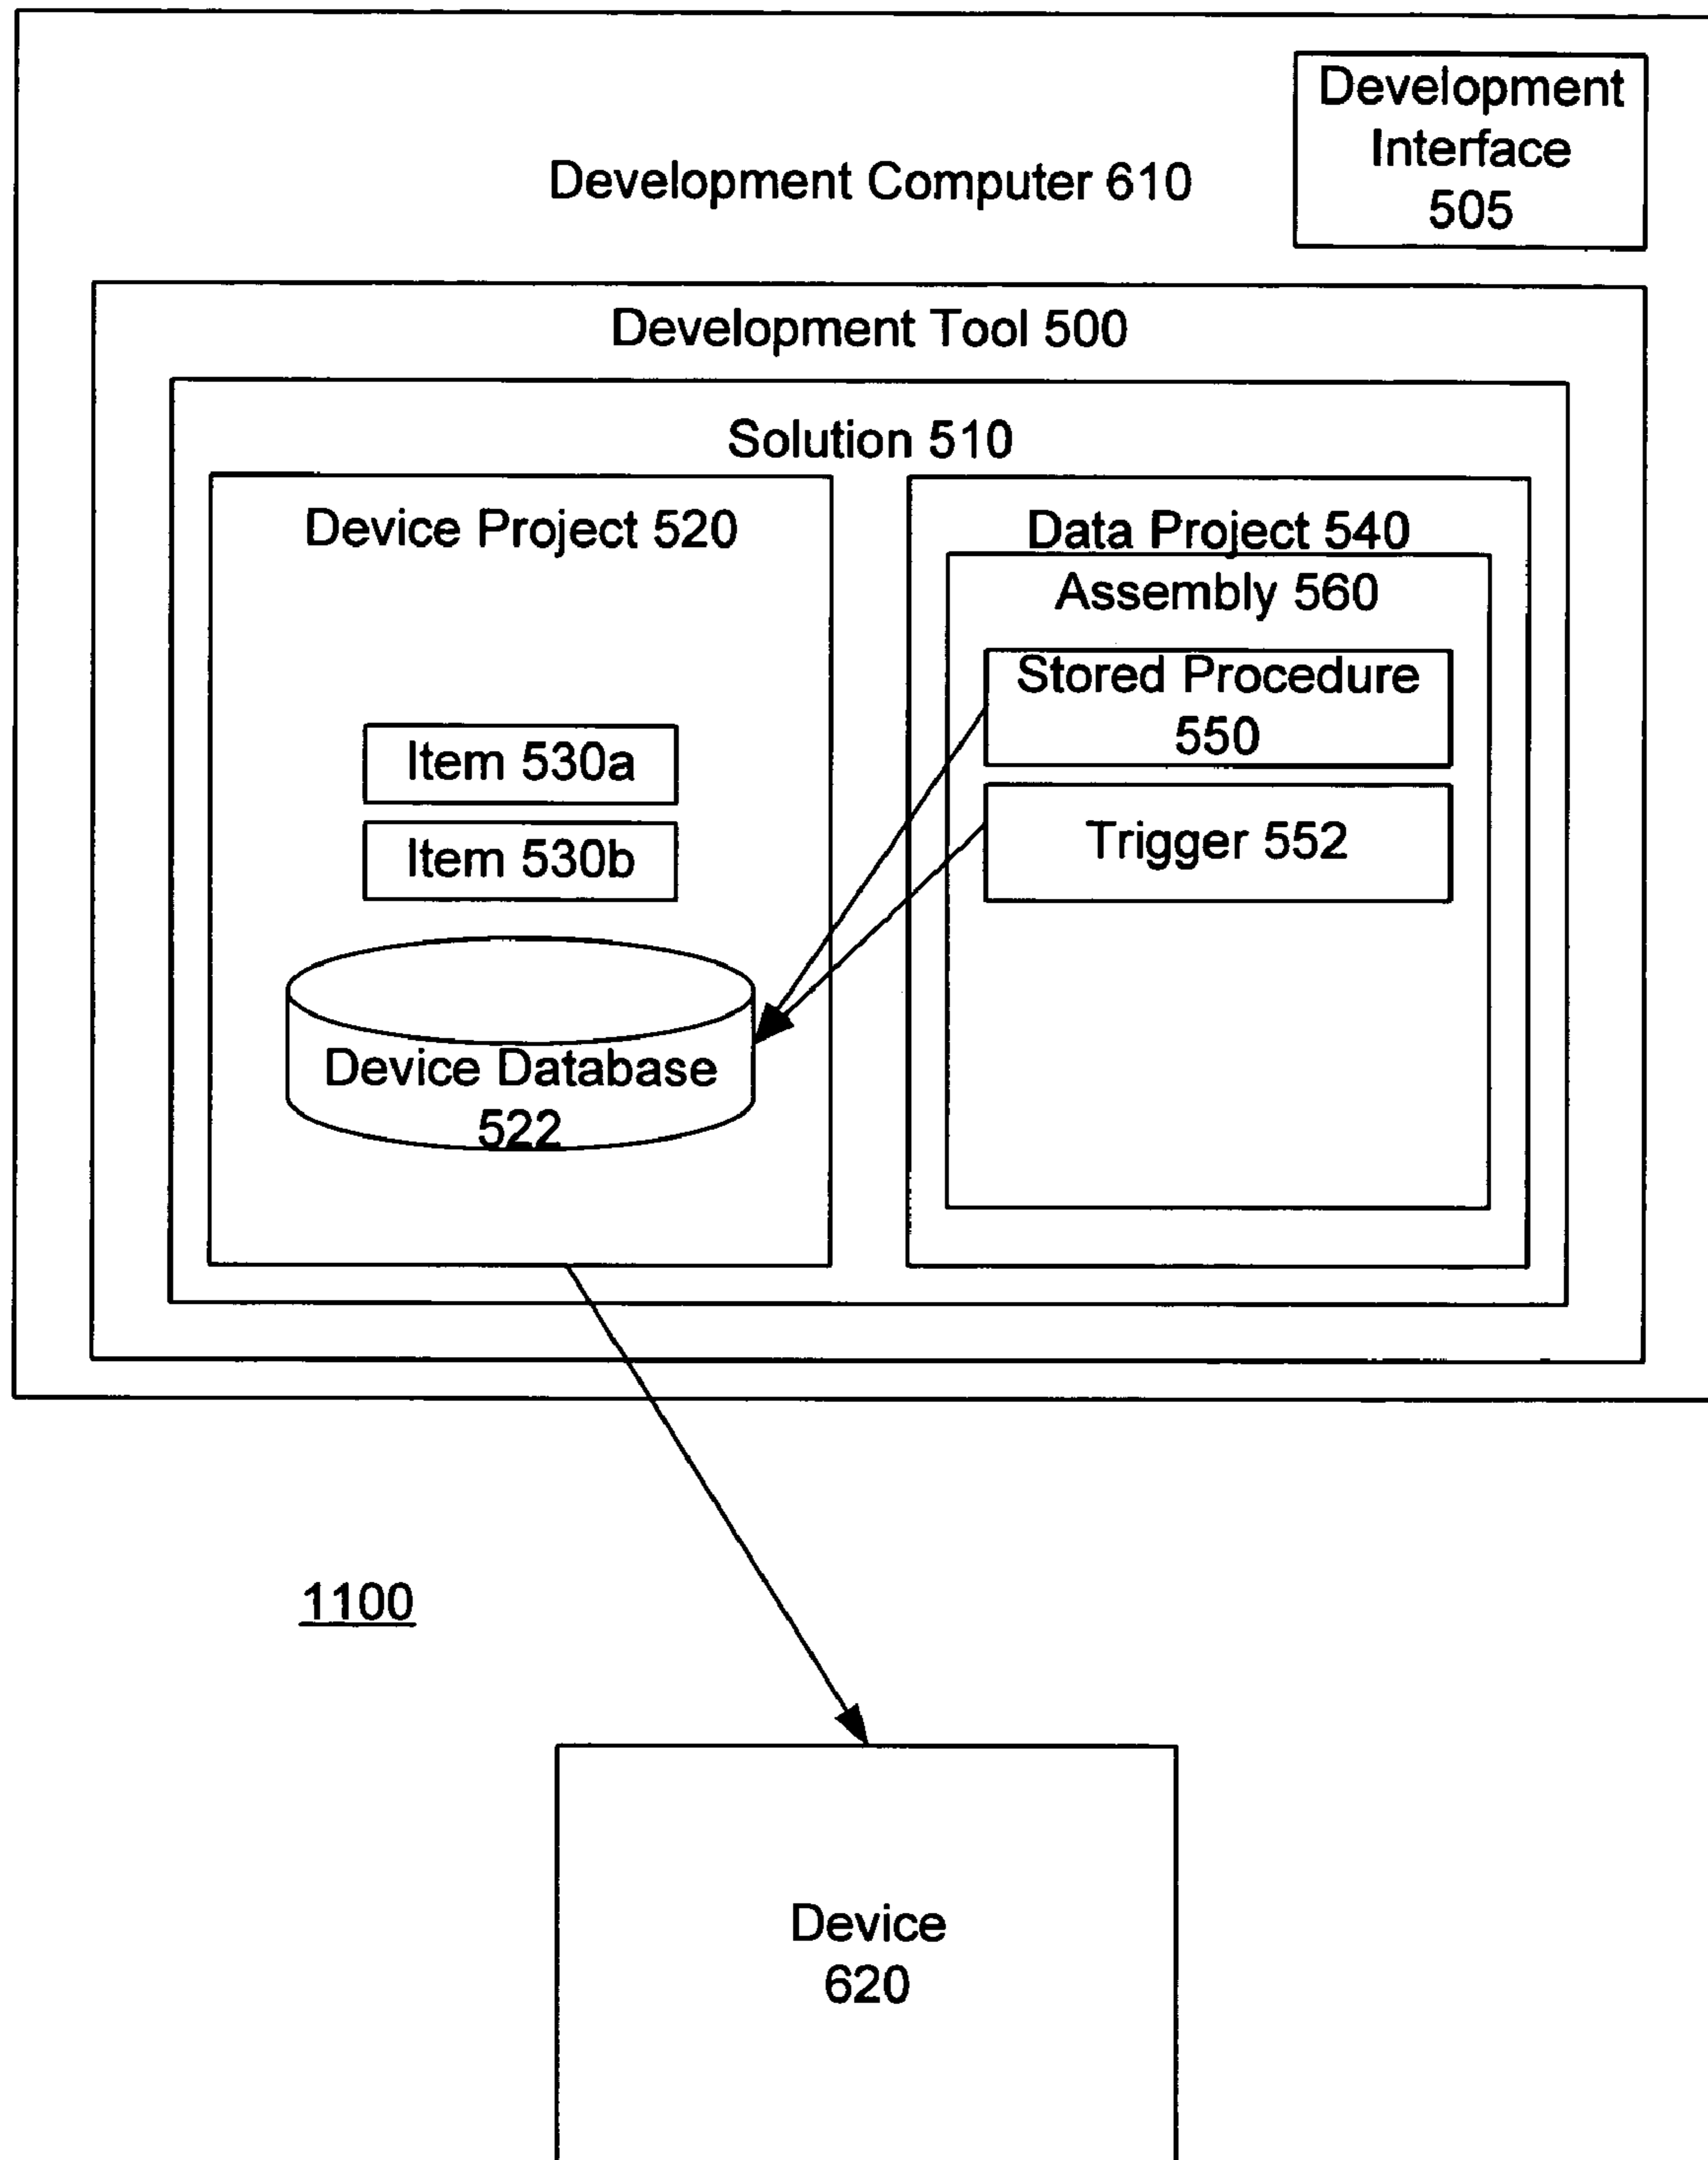 Development
Interface
505
Development Computer 610
Development Tool 500
Solution 510
Device Project 520
Data Project 540
Assembly 560
Stored Procedure
550
Item 530a
Trigger 552
Item 530b
Device Database
522
1100
Device
620